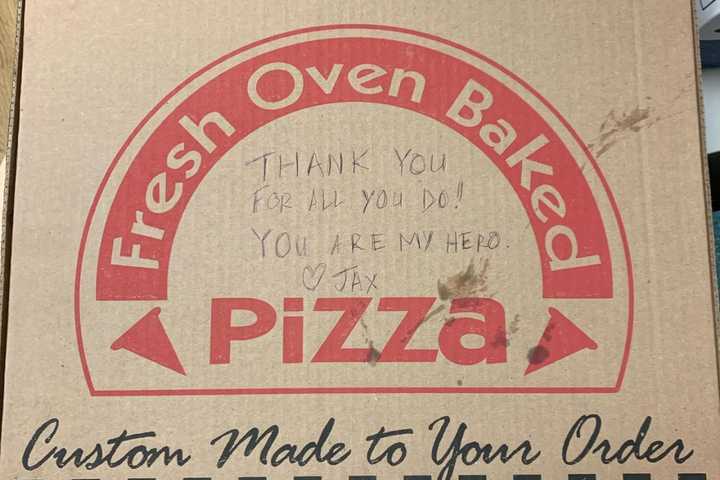 Fresh Oven Baked
THANK YOU
FOR ALL YOU DO!!
YOU ARE MY HERO.
♡ JAX
Pizza
Custom Made to Your Order